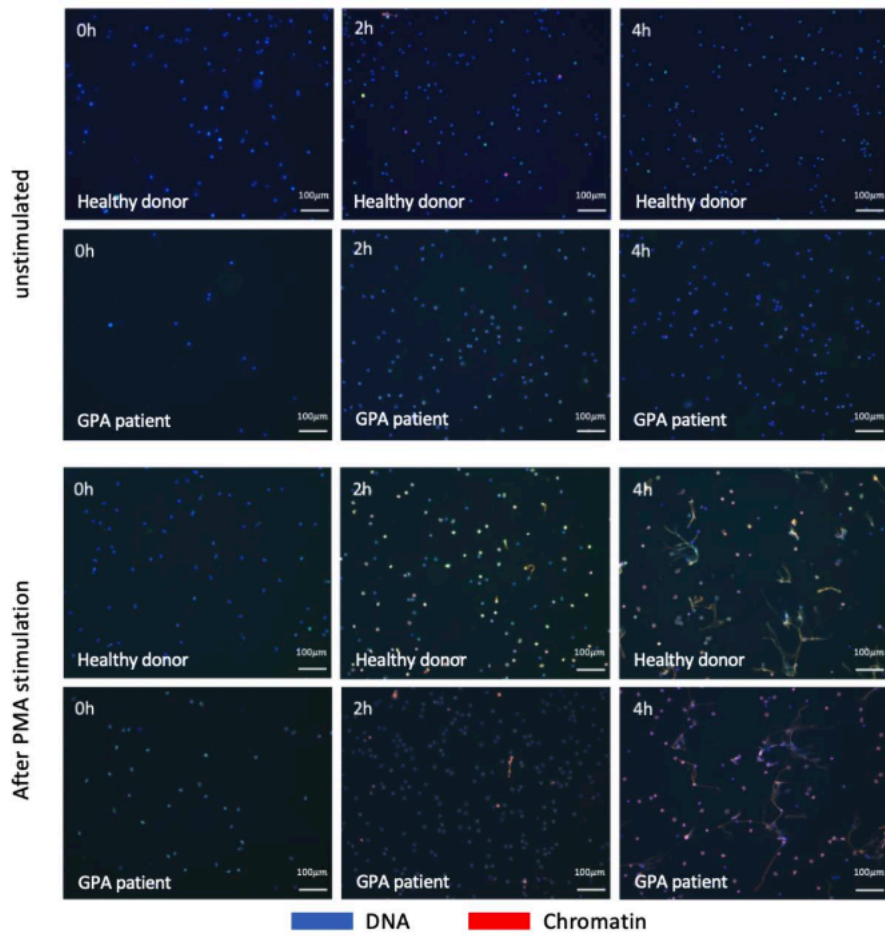 unstimulated
0h
2h
4h
Healthy donor
100µm
Healthy donor
100µm
Healthy donor
100µm
0h
2h
4h
GPA patient
100µm
GPA patient
100µm
GPA patient
100µm
After PMA stimulation
0h
2h
4h
Healthy donor
100µm
Healthy donor
100µm
Healthy donor
100µm
0h
2h
4h
GPA patient
100µm
GPA patient
100µm
GPA patient
100µm
DNA
Chromatin